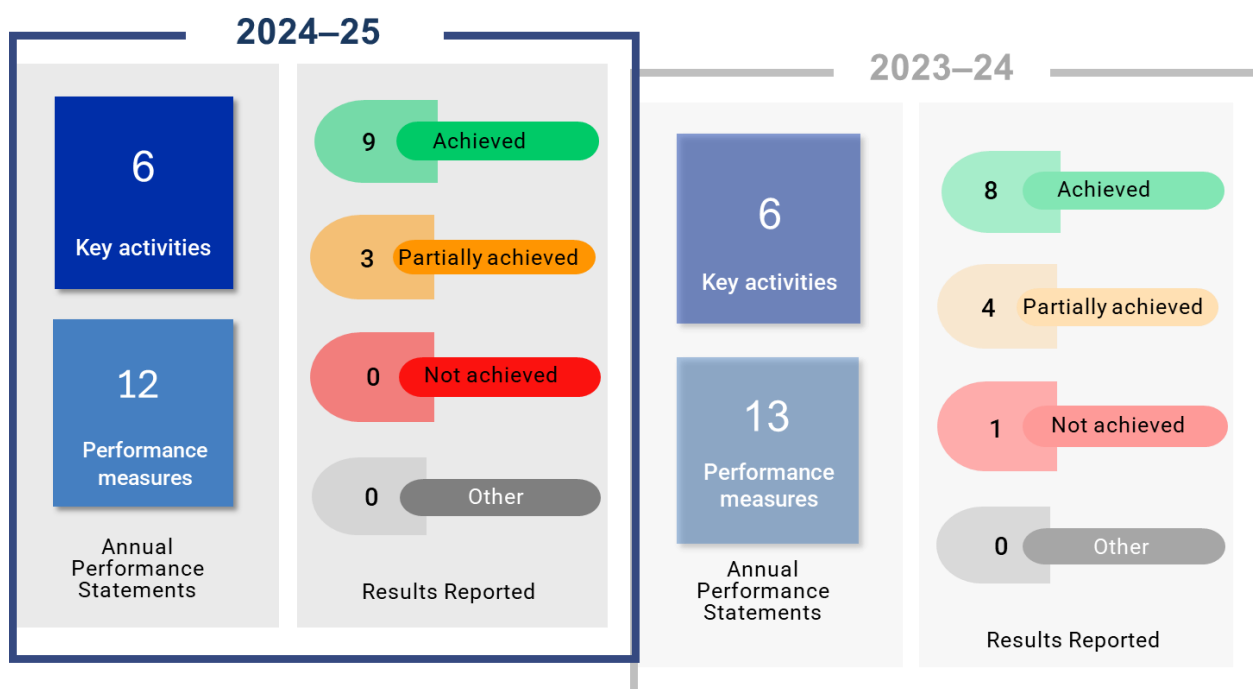 2024–25
6
Key activities
12
Performance
measures
Annual
Performance
Statements
9 Achieved
3 Partially achieved
0 Not achieved
0 Other
Results Reported
2023–24
6
Key activities
13
Performance
measures
Annual
Performance
Statements
8 Achieved
4 Partially achieved
1 Not achieved
0 Other
Results Reported